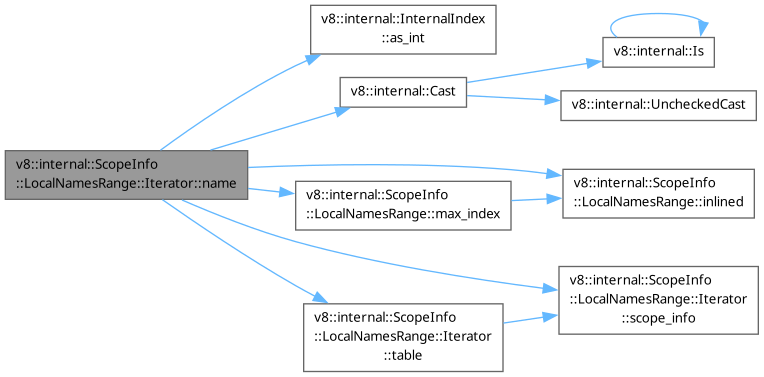 v8::internal::InternalIndex
::as_int
v8::internal::Is
v8::internal::Cast
v8::internal::UncheckedCast
v8::internal::ScopeInfo
::LocalNamesRange::Iterator::name
v8::internal::ScopeInfo
::LocalNamesRange::max_index
v8::internal::ScopeInfo
::LocalNamesRange::inlined
v8::internal::ScopeInfo
::LocalNamesRange::Iterator
::scope_info
v8::internal::ScopeInfo
::LocalNamesRange::Iterator
::table